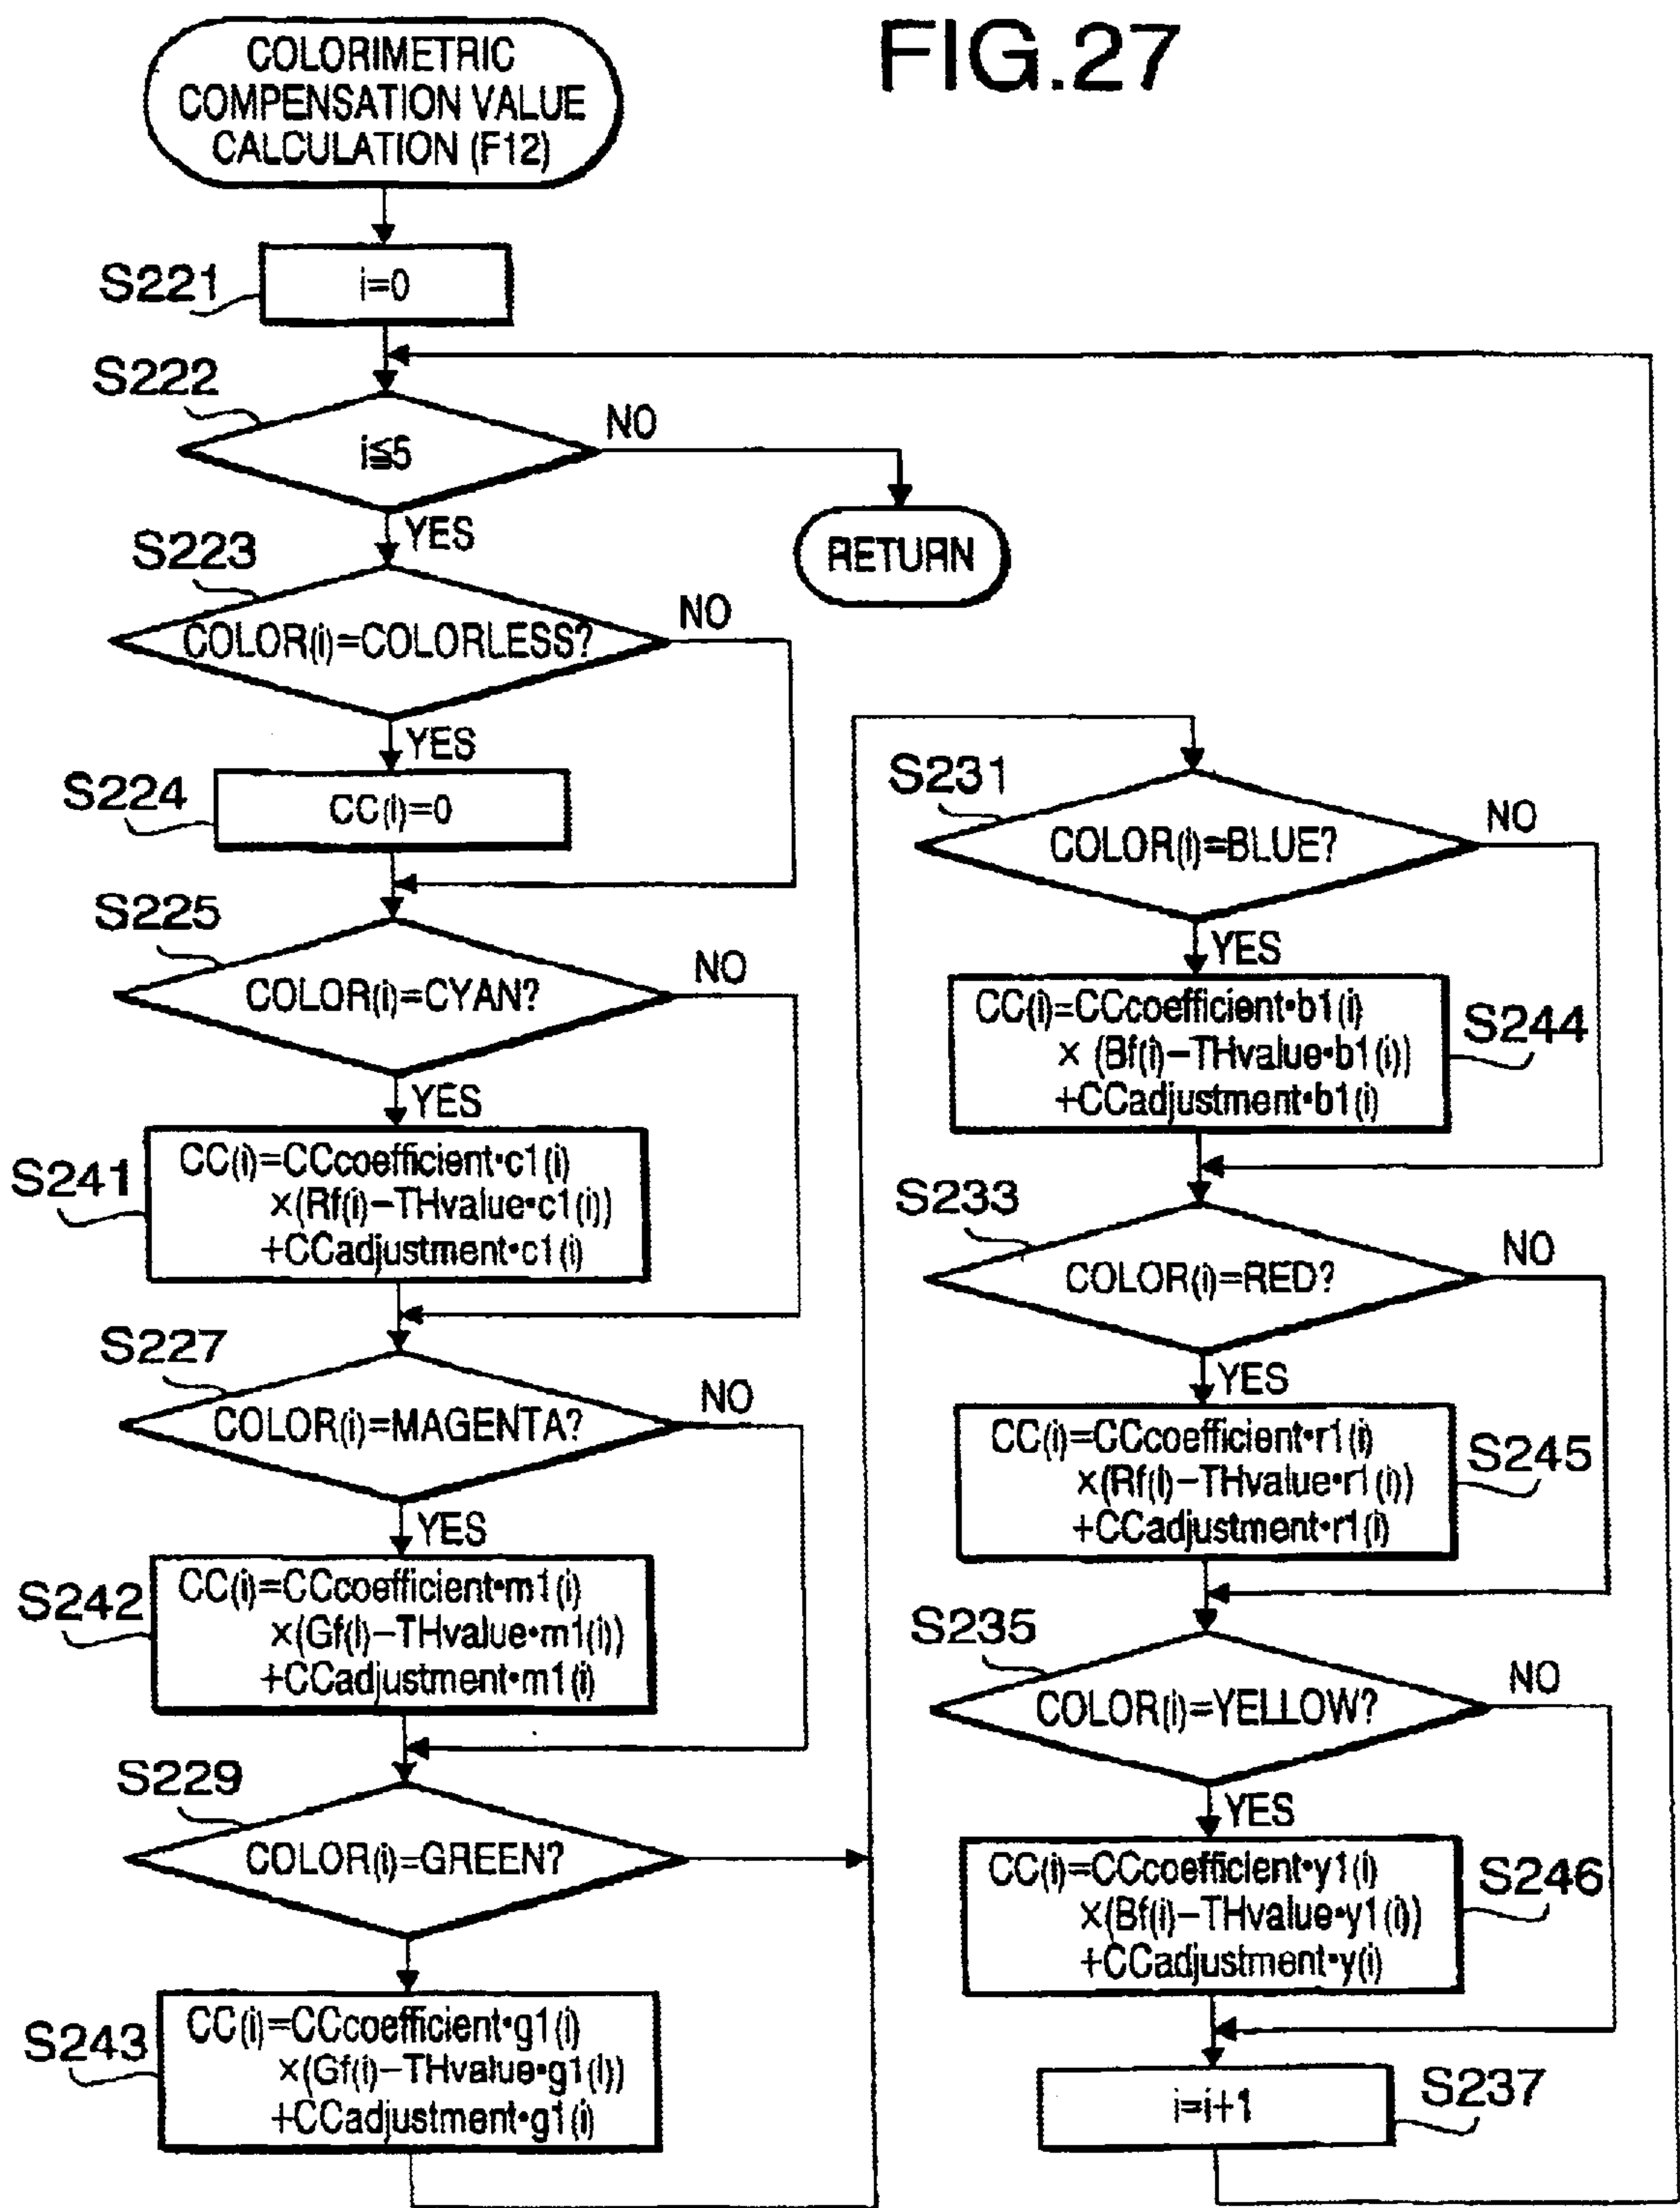 FIG.27
COLORIMETRIC
COMPENSATION VALUE
CALCULATION (F12)
S221
i=0
S222
i≦5
NO
YES
RETURN
S223
COLOR(i)=COLORLESS?
NO
YES
S224
CC(i)=0
S225
COLOR(i)=CYAN?
NO
YES
S241
CC(i)=CCcoefficient•c1(i)
×(Rf(i)−THvalue•c1(i))
+CCadjustment•c1(i)
S227
COLOR(i)=MAGENTA?
NO
YES
S242
CC(i)=CCcoefficient•m1(i)
×(Gf(i)−THvalue•m1(i))
+CCadjustment•m1(i)
S229
COLOR(i)=GREEN?
S243
CC(i)=CCcoefficient•g1(i)
×(Gf(i)−THvalue•g1(i))
+CCadjustment•g1(i)
S231
COLOR(i)=BLUE?
NO
YES
CC(i)=CCcoefficient•b1(i)
× (Bf(i)−THvalue•b1(i))
+CCadjustment•b1(i)
S244
S233
COLOR(i)=RED?
NO
YES
CC(i)=CCcoefficient•r1(i)
×(Rf(i)−THvalue•r1(i))
+CCadjustment•r1(i)
S245
S235
COLOR(i)=YELLOW?
NO
YES
CC(i)=CCcoefficient•y1(i)
×(Bf(i)−THvalue•y1(i))
+CCadjustment•y(i)
S246
i=i+1
S237